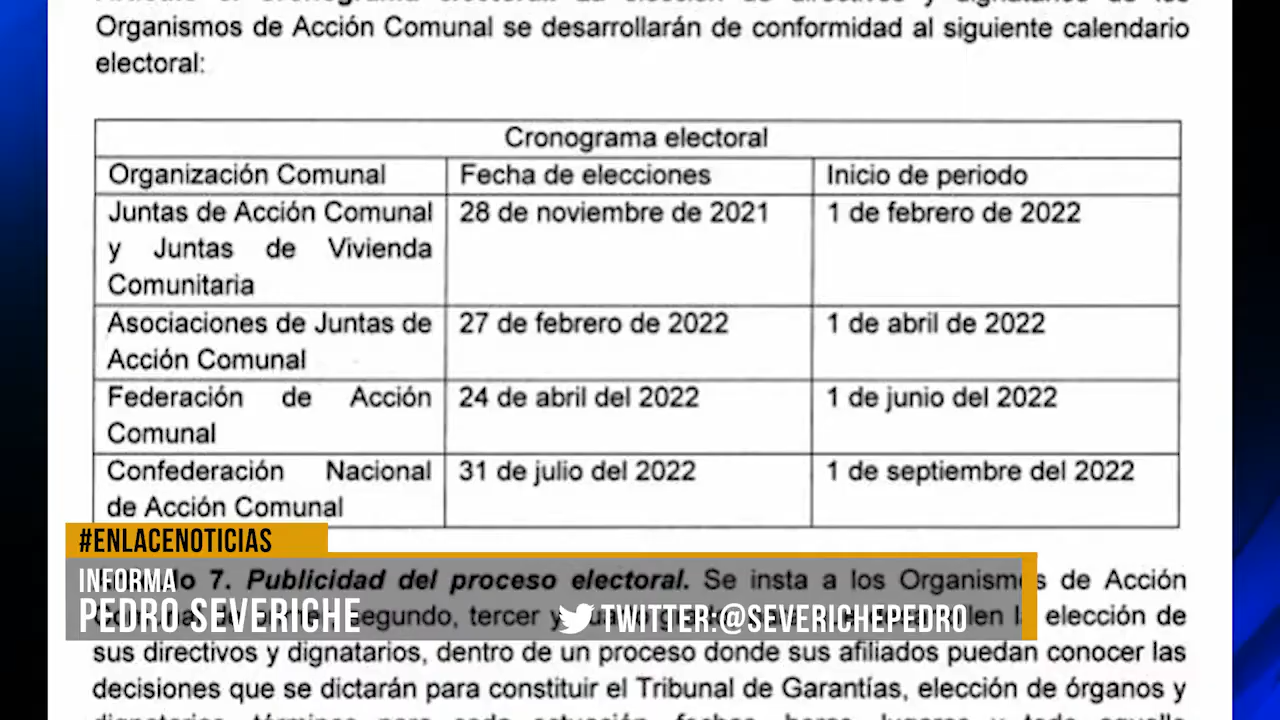 Organismos de Acción Comunal se desarrollarán de conformidad al siguiente calendario
electoral:
Cronograma electoral
Organización Comunal Fecha de elecciones Inicio de periodo
Juntas de Acción Comunal 28 de noviembre de 2021 1 de febrero de 2022
y Juntas de Vivienda
Comunitaria
Asociaciones de Juntas de 27 de febrero de 2022 1 de abril de 2022
Acción Comunal
Federación de Acción 24 de abril del 2022 1 de junio del 2022
Comunal
Confederación Nacional 31 de julio del 2022 1 de septiembre del 2022
de Acción Comunal
#ENLACENOTICIAS
INFORMA
7. Publicidad del proceso electoral. Se insta a los Organismos de Acción
PEDRO SEVERICHE
segundo, tercer y
TWITTER:@SEVERICHEPEDRO
elección de
sus directivos y dignatarios, dentro de un proceso donde sus afiliados puedan conocer las
decisiones que se dictarán para constituir el Tribunal de Garantías, elección de órganos y